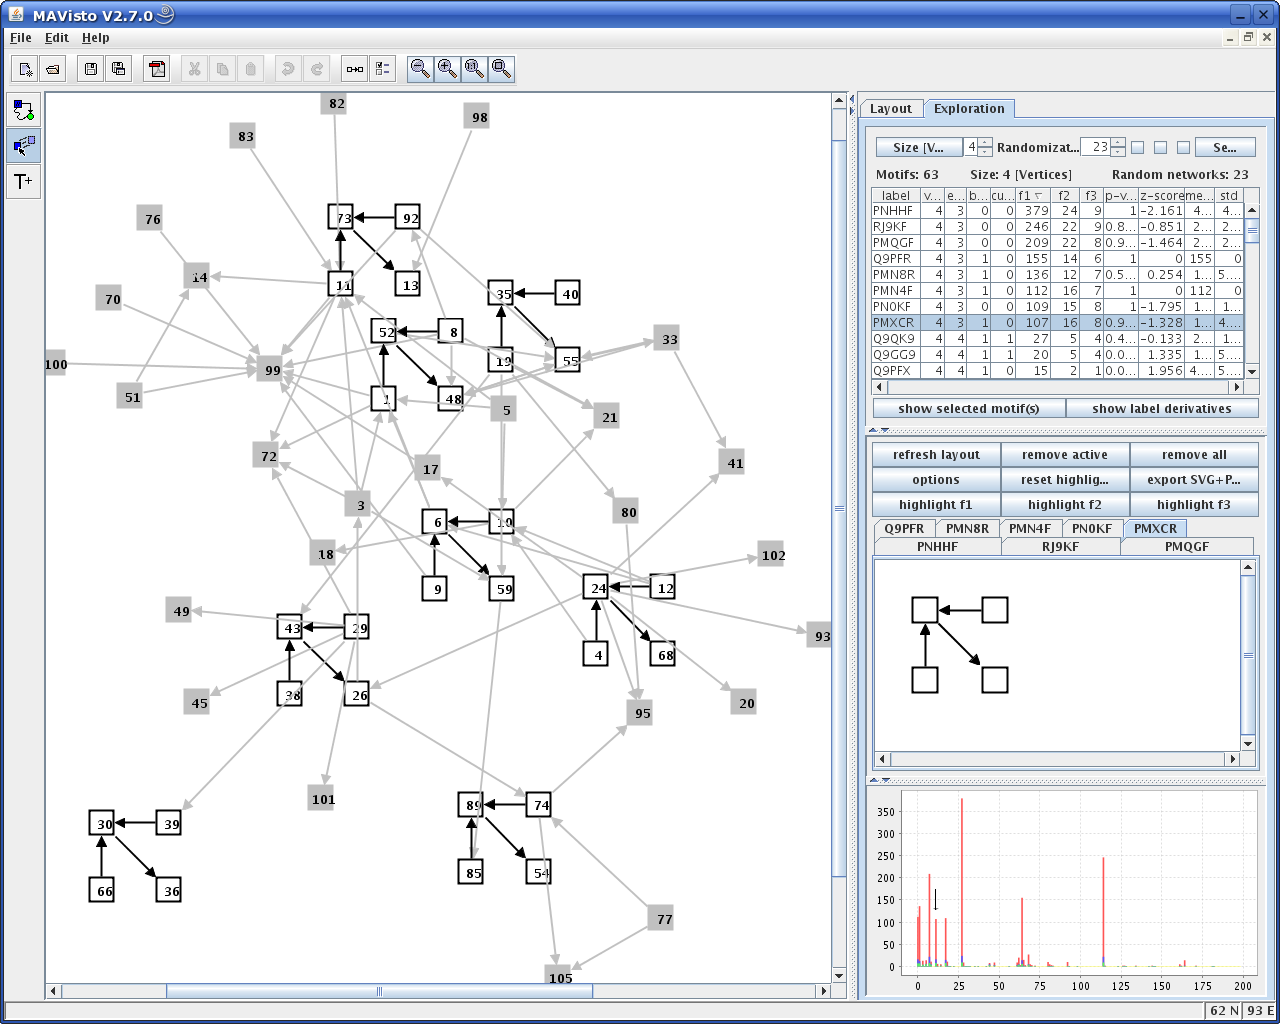 MAVisto V2.7.0
File Edit Help
T+
Layout Exploration
Size [V... 4 Randomizat... 23 Se...
Motifs: 63 Size: 4 [Vertices] Random networks: 23
label v... e... b... cu... f1 f2 f3 p-v... z-score me... std
PNHHF 4 3 0 0 379 24 9 1 -2.161 4... 4...
RJ9KF 4 3 0 0 246 22 9 0.8... -0.851 2... 2...
PMQGF 4 3 0 0 209 22 8 0.9... -1.464 2... 2...
Q9PFR 4 3 0 0 155 14 6 1 0 155 0
PMN8R 4 3 1 0 136 12 7 0.5... 0.254 1... 5....
PMN4F 4 3 1 0 112 16 7 1 0 112 0
PN0KF 4 3 1 0 109 15 8 1 -1.795 1... 1...
PMXCR 4 3 1 0 107 16 8 0.9... -1.328 1... 4....
Q9QK9 4 4 1 1 27 5 4 0.4... -0.133 2... 1...
Q9GG9 4 4 1 1 20 5 4 0.0... 1.335 1... 5....
Q9PFX 4 4 1 1 15 2 1 0.0... 1.956 4.... 5....
show selected motif(s) show label derivatives
refresh layout remove active remove all
options reset highlig... export SVG+P...
highlight f1 highlight f2 highlight f3
Q9PFR PMN8R PMN4F PN0KF PMXCR
PNHHF RJ9KF PMQGF
350
300
250
200
150
100
50
0
0 25 50 75 100 125 150 175 200
82
98
83
76
73 92
14
11 13
70
35 40
52 8
33
100
99
19 55
51
1 48
5
21
72
17
41
3
80
6 10
18
102
9 59
24 12
49
43 29
93
4 68
38 26
45
20
95
101
89 74
30 39
85 54
66 36
77
105
62 N 93 E